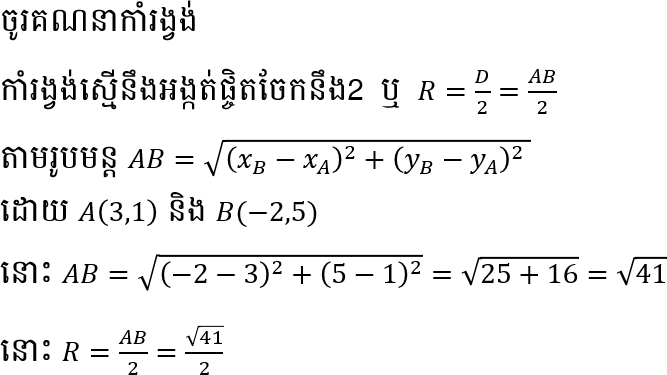 ចូរគណនាកាំរង្វង់
កាំរង្វង់ស្មើនឹងអង្កត់ផ្ចិតចែកនឹង2 ឬ R = D/2 = AB/2
តាមរូបមន្ត AB = √((x_B − x_A)² + (y_B − y_A)²)
ដោយ A(3,1) និង B(−2,5)
នោះ AB = √((−2 − 3)² + (5 − 1)²) = √(25 + 16) = √41
នោះ R = AB/2 = √41/2